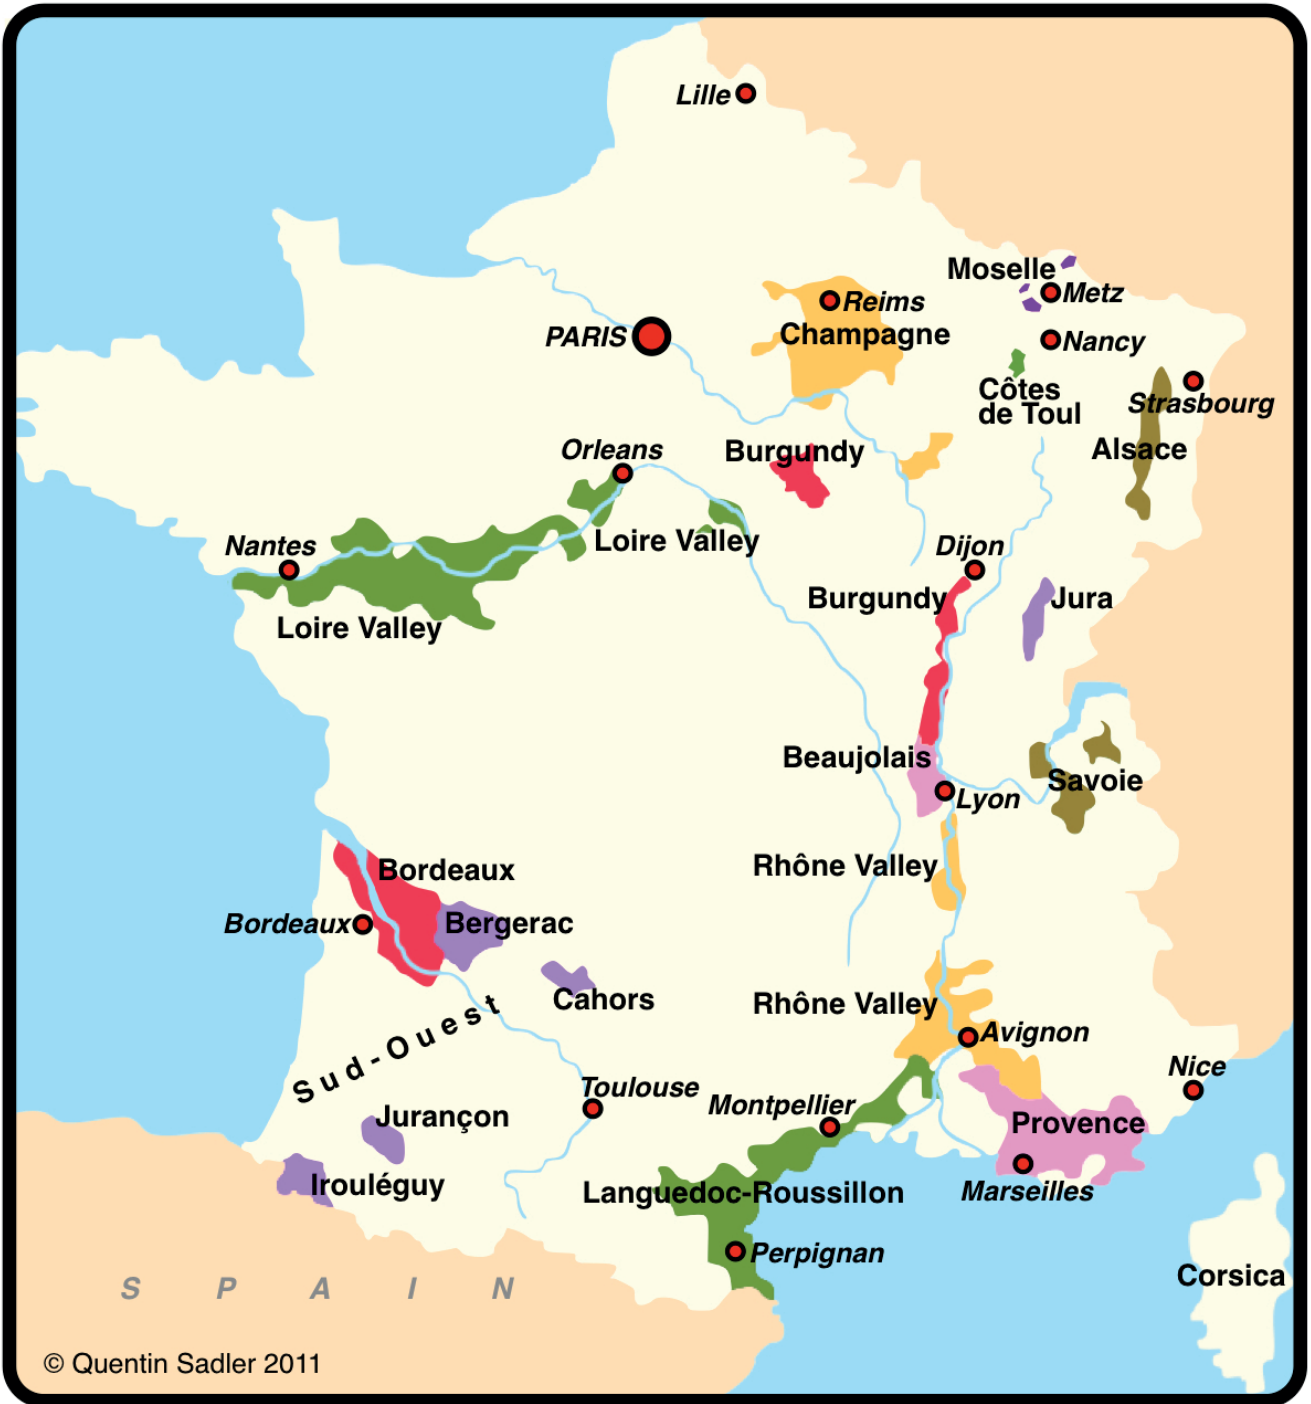 Lille
Moselle
Metz
Reims
Champagne
PARIS
Nancy
Côtes
de Toul
Strasbourg
Alsace
Orleans
Burgundy
Loire Valley
Nantes
Dijon
Loire Valley
Burgundy
Jura
Beaujolais
Lyon
Savoie
Rhône Valley
Bordeaux
Bordeaux
Bergerac
Cahors
Sud-Ouest
Rhône Valley
Avignon
Nice
Toulouse
Montpellier
Jurançon
Provence
Irouléguy
Languedoc-Roussillon
Marseilles
Perpignan
Corsica
SPAIN
© Quentin Sadler 2011